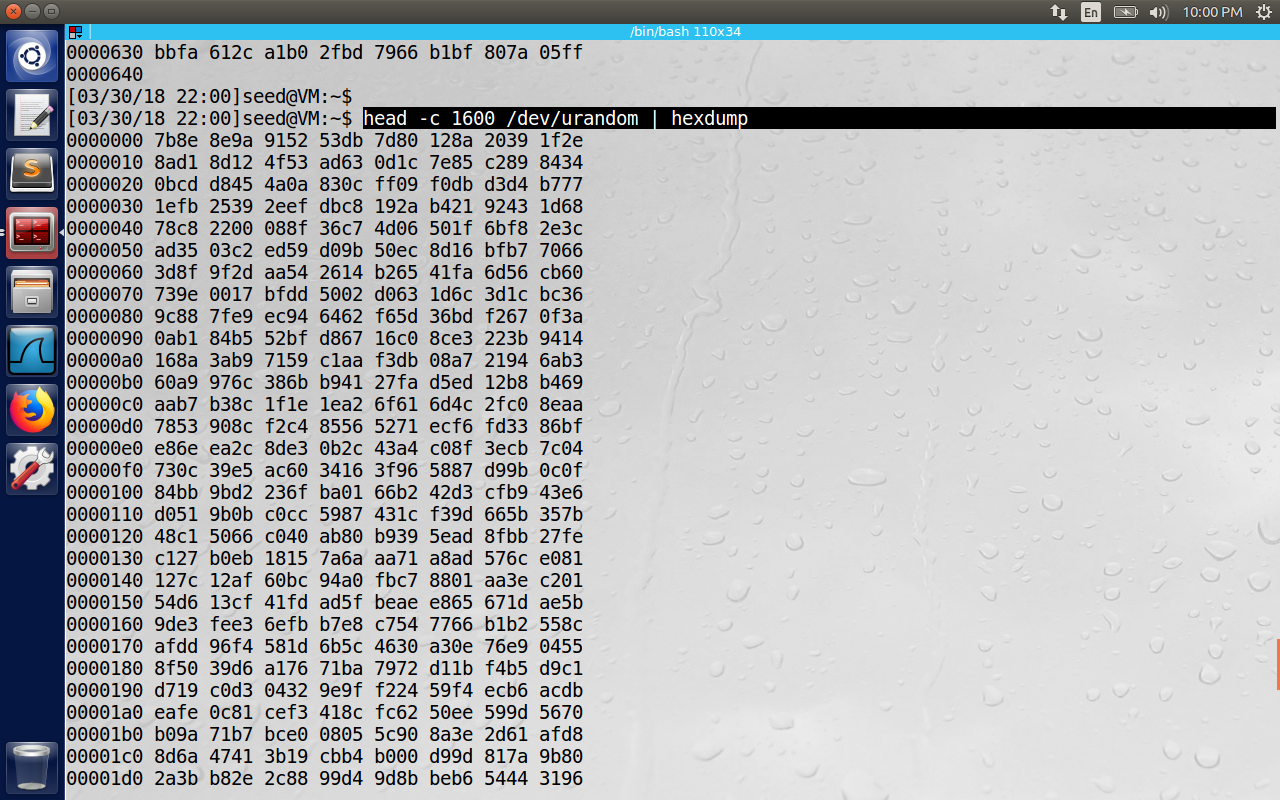 En 10:00 PM
/bin/bash 110x34
0000630 bbfa 612c a1b0 2fbd 7966 b1bf 807a 05ff
0000640
[03/30/18 22:00]seed@VM:~$
[03/30/18 22:00]seed@VM:~$ head -c 1600 /dev/urandom | hexdump
0000000 7b8e 8e9a 9152 53db 7d80 128a 2039 1f2e
0000010 8ad1 8d12 4f53 ad63 0d1c 7e85 c289 8434
0000020 0bcd d845 4a0a 830c ff09 f0db d3d4 b777
0000030 1efb 2539 2eef dbc8 192a b421 9243 1d68
0000040 78c8 2200 088f 36c7 4d06 501f 6bf8 2e3c
0000050 ad35 03c2 ed59 d09b 50ec 8d16 bfb7 7066
0000060 3d8f 9f2d aa54 2614 b265 41fa 6d56 cb60
0000070 739e 0017 bfdd 5002 d063 1d6c 3d1c bc36
0000080 9c88 7fe9 ec94 6462 f65d 36bd f267 0f3a
0000090 0ab1 84b5 52bf d867 16c0 8ce3 223b 9414
00000a0 168a 3ab9 7159 c1aa f3db 08a7 2194 6ab3
00000b0 60a9 976c 386b b941 27fa d5ed 12b8 b469
00000c0 aab7 b38c 1f1e 1ea2 6f61 6d4c 2fc0 8eaa
00000d0 7853 908c f2c4 8556 5271 ecf6 fd33 86bf
00000e0 e86e ea2c 8de3 0b2c 43a4 c08f 3ecb 7c04
00000f0 730c 39e5 ac60 3416 3f96 5887 d99b 0c0f
0000100 84bb 9bd2 236f ba01 66b2 42d3 cfb9 43e6
0000110 d051 9b0b c0cc 5987 431c f39d 665b 357b
0000120 48c1 5066 c040 ab80 b939 5ead 8fbb 27fe
0000130 c127 b0eb 1815 7a6a aa71 a8ad 576c e081
0000140 127c 12af 60bc 94a0 fbc7 8801 aa3e c201
0000150 54d6 13cf 41fd ad5f beae e865 671d ae5b
0000160 9de3 fee3 6efb b7e8 c754 7766 b1b2 558c
0000170 afdd 96f4 581d 6b5c 4630 a30e 76e9 0455
0000180 8f50 39d6 a176 71ba 7972 d11b f4b5 d9c1
0000190 d719 c0d3 0432 9e9f f224 59f4 ecb6 acdb
00001a0 eafe 0c81 cef3 418c fc62 50ee 599d 5670
00001b0 b09a 71b7 bce0 0805 5c90 8a3e 2d61 afd8
00001c0 8d6a 4741 3b19 cbb4 b000 d99d 817a 9b80
00001d0 2a3b b82e 2c88 99d4 9d8b beb6 5444 3196